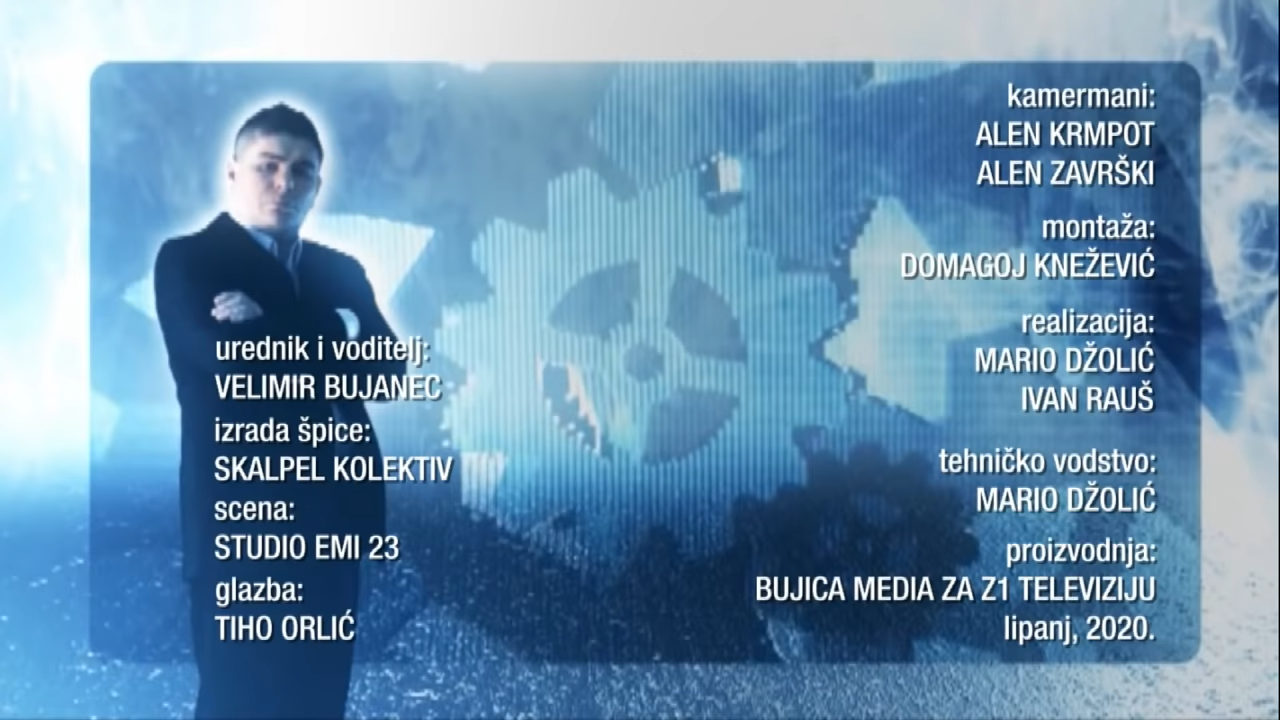 urednik i voditelj:
VELIMIR BUJANEC
izrada špice:
SKALPEL KOLEKTIV
scena:
STUDIO EMI 23
glazba:
TIHO ORLIĆ
kamermani:
ALEN KRMPOT
ALEN ZAVRŠKI
montaža:
DOMAGOJ KNEŽEVIĆ
realizacija:
MARIO DŽOLIĆ
IVAN RAUŠ
tehničko vodstvo:
MARIO DŽOLIĆ
proizvodnja:
BUJICA MEDIA ZA Z1 TELEVIZIJU
lipanj, 2020.